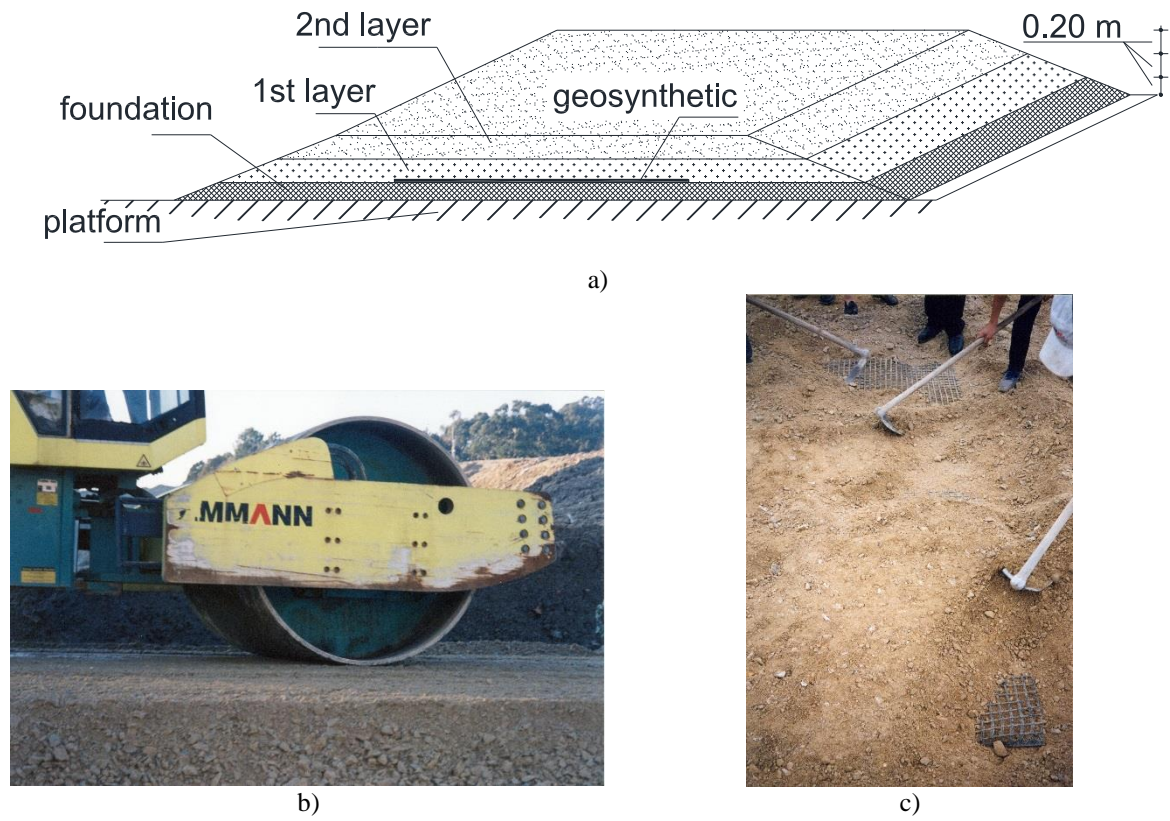 2nd layer
0.20 m
1st layer
geosynthetic
foundation
platform
a)
.MMANN
b)
c)